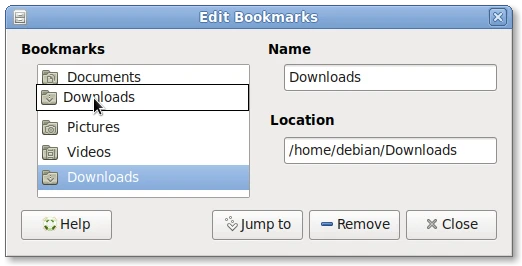 Edit Bookmarks
Bookmarks
Documents
Downloads
Pictures
Videos
Downloads
Name
Downloads
Location
/home/debian/Downloads
Help
Jump to
Remove
Close